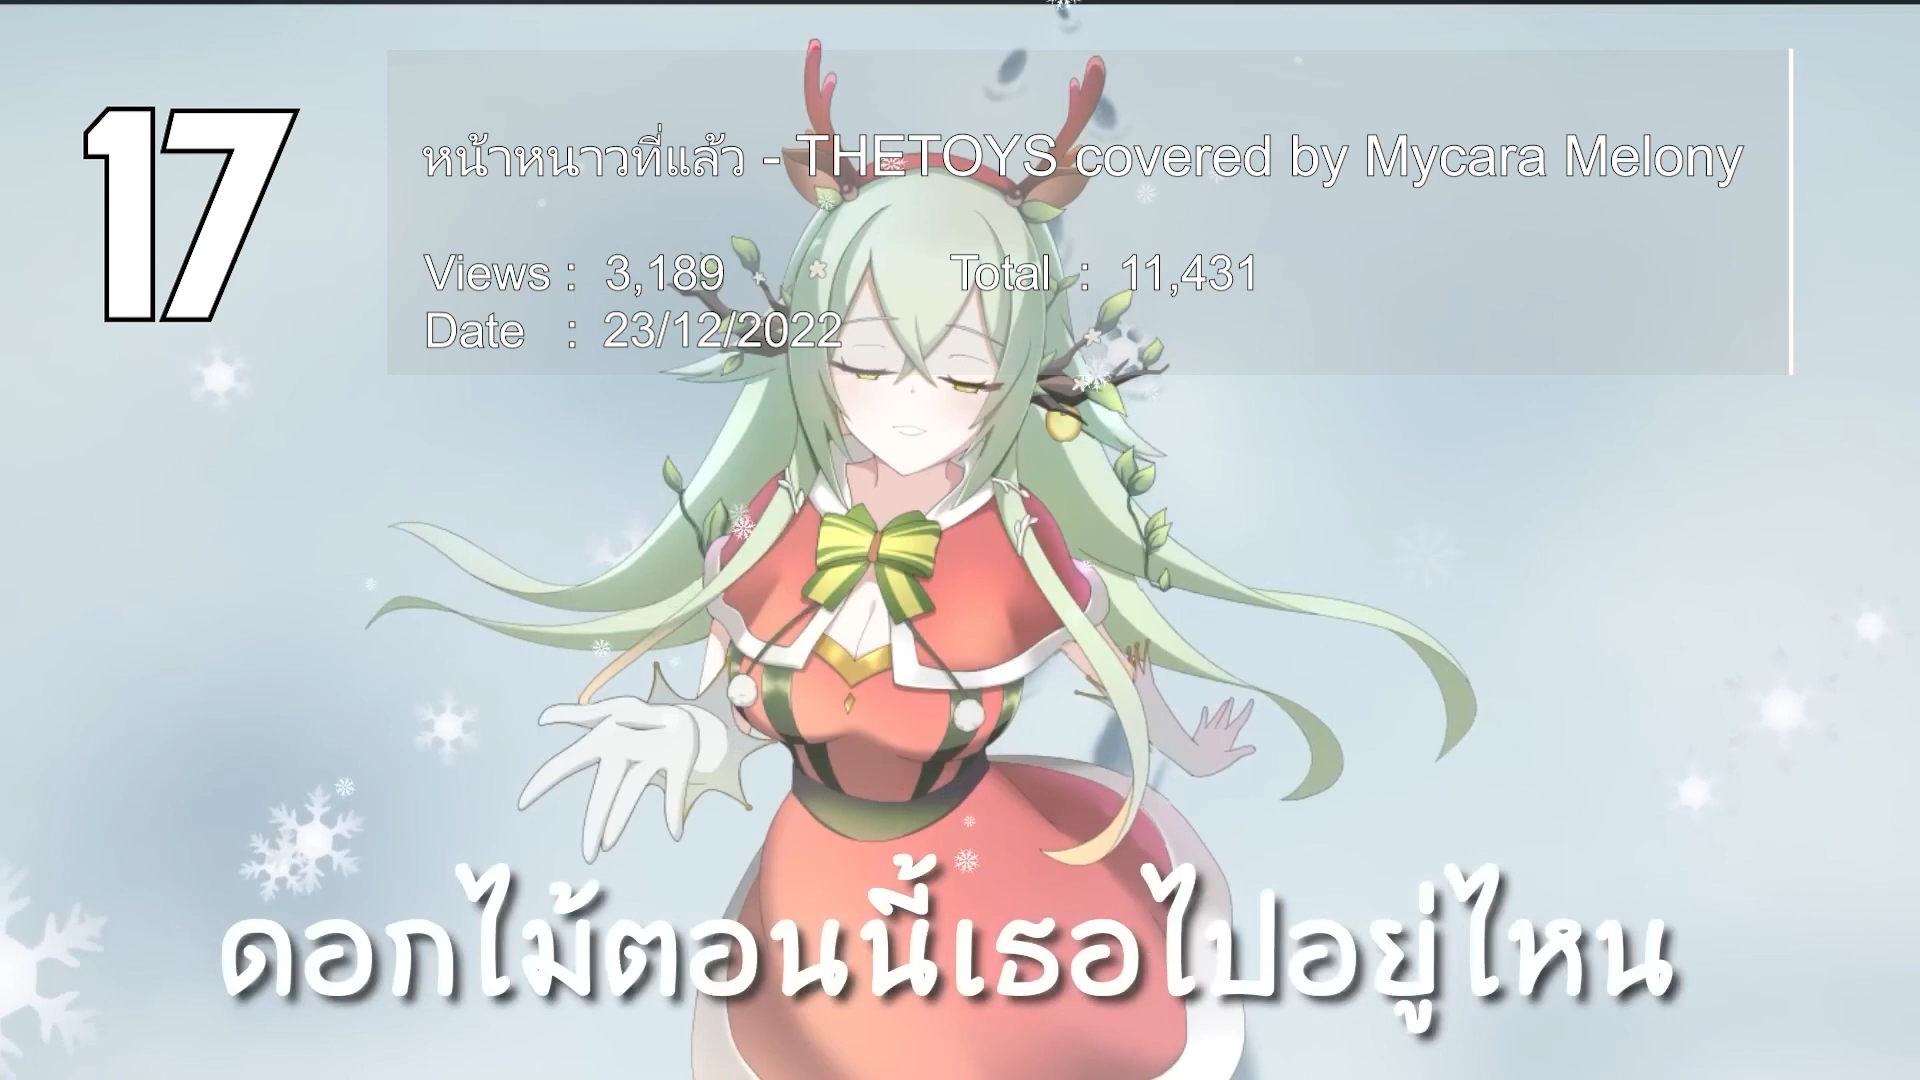 17
หน้าหนาวที่แล้ว - THETOYS covered by Mycara Melony
Views : 3,189 Total : 11,431
Date : 23/12/2022
ดอกไม้ตอนนี้เธอไปอยู่ไหน